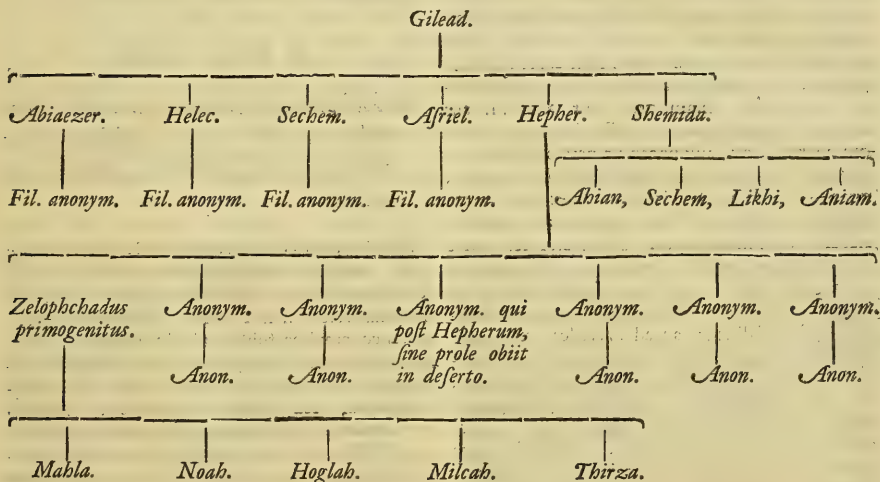 Gilead.
Abiaezer. Helec. Sechem. Aſriel. Hepher. Shemida.
Fil. anonym. Fil. anonym. Fil. anonym. Fil. anonym. Ahian, Sechem, Likhi, Aniam.
Zelophchadus Anonym. Anonym. Anonym. qui Anonym. Anonym. Anonym.
primogenitus. poſt Hepherum,
ſine prole obiit
Anon. Anon. in deſerto. Anon. Anon. Anon.
Mahla. Noah. Hoglah. Milcah. Thirza.